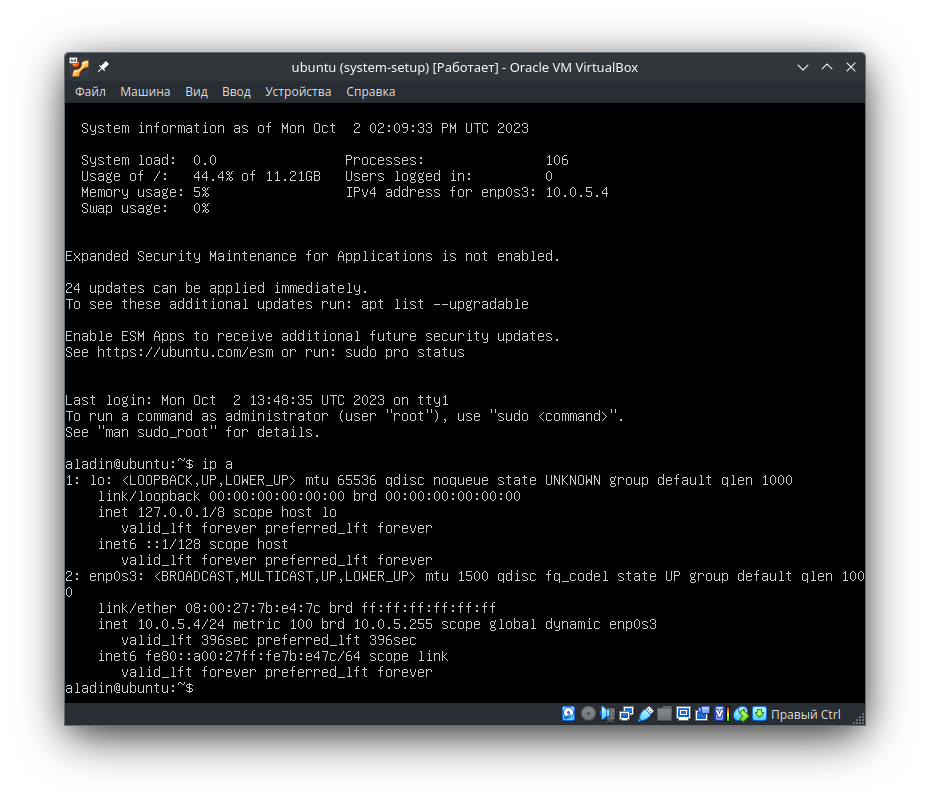 ubuntu (system-setup) [Работает] - Oracle VM VirtualBox
Файл Машина Вид Ввод Устройства Справка
System information as of Mon Oct  2 02:09:33 PM UTC 2023
System load:  0.0                Processes:               106
Usage of /:   44.4% of 11.21GB   Users logged in:         0
Memory usage: 5%                 IPv4 address for enp0s3: 10.0.5.4
Swap usage:   0%
Expanded Security Maintenance for Applications is not enabled.
24 updates can be applied immediately.
To see these additional updates run: apt list --upgradable
Enable ESM Apps to receive additional future security updates.
See https://ubuntu.com/esm or run: sudo pro status
Last login: Mon Oct  2 13:48:35 UTC 2023 on tty1
To run a command as administrator (user "root"), use "sudo <command>".
See "man sudo_root" for details.
aladin@ubuntu:~$ ip a
1: lo: <LOOPBACK,UP,LOWER_UP> mtu 65536 qdisc noqueue state UNKNOWN group default qlen 1000
    link/loopback 00:00:00:00:00:00 brd 00:00:00:00:00:00
    inet 127.0.0.1/8 scope host lo
       valid_lft forever preferred_lft forever
    inet6 ::1/128 scope host
       valid_lft forever preferred_lft forever
2: enp0s3: <BROADCAST,MULTICAST,UP,LOWER_UP> mtu 1500 qdisc fq_codel state UP group default qlen 100
0
    link/ether 08:00:27:7b:e4:7c brd ff:ff:ff:ff:ff:ff
    inet 10.0.5.4/24 metric 100 brd 10.0.5.255 scope global dynamic enp0s3
       valid_lft 396sec preferred_lft 396sec
    inet6 fe80::a00:27ff:fe7b:e47c/64 scope link
       valid_lft forever preferred_lft forever
aladin@ubuntu:~$
Правый Ctrl